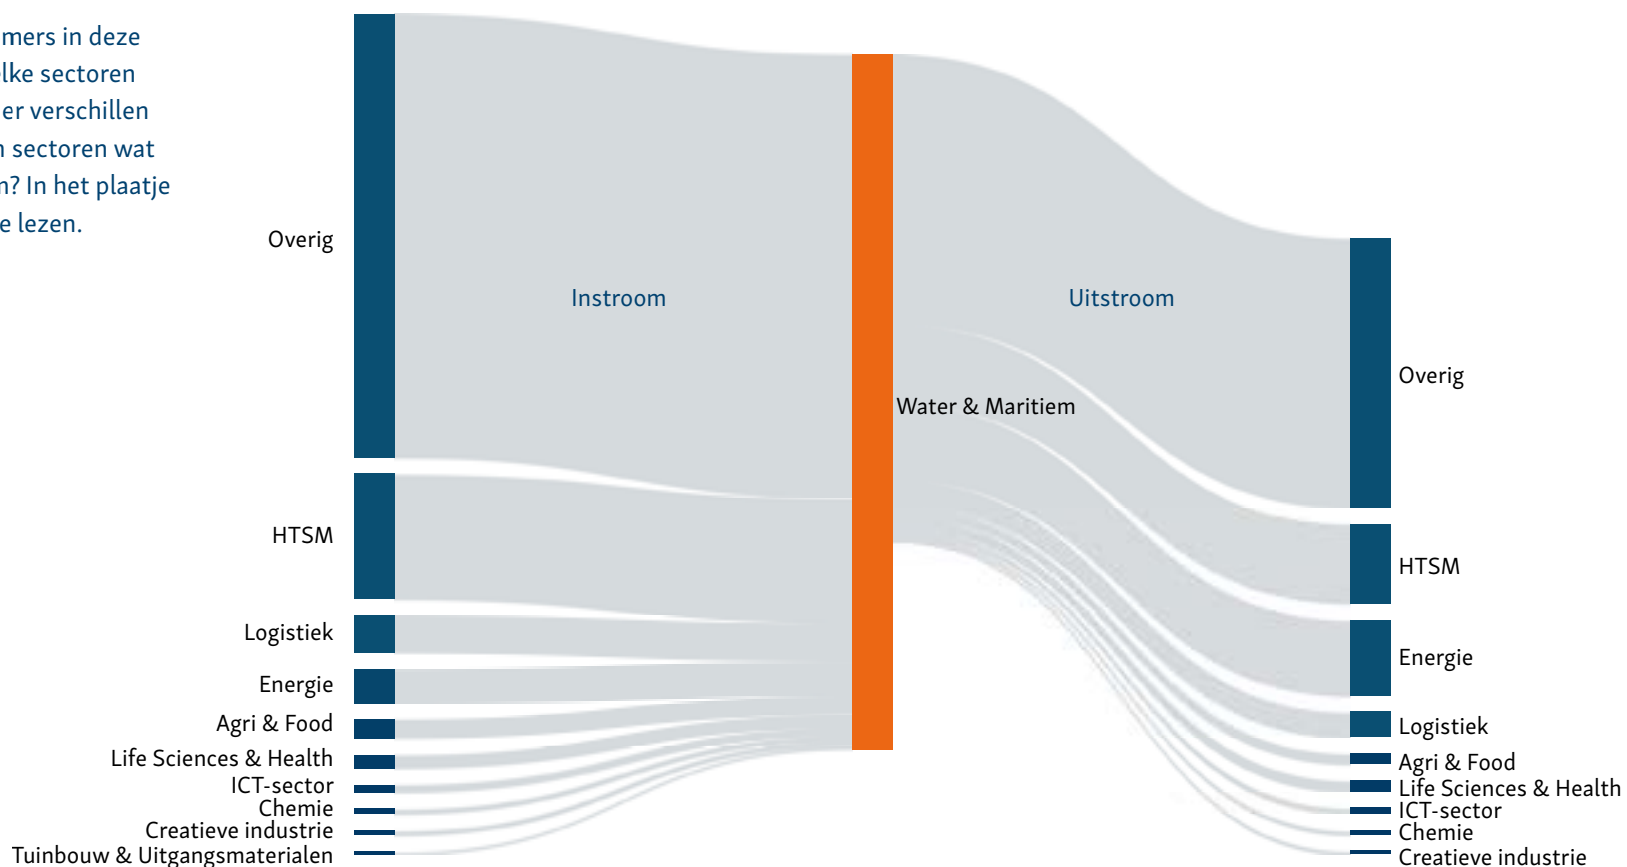 mers in deze
lke sectoren
er verschillen
n sectoren wat
n? In het plaatje
e lezen.
Overig
HTSM
Logistiek
Energie
Agri & Food
Life Sciences & Health
ICT-sector
Chemie
Creatieve industrie
Tuinbouw & Uitgangsmaterialen
Instroom
Water & Maritiem
Uitstroom
Overig
HTSM
Energie
Logistiek
Agri & Food
Life Sciences & Health
ICT-sector
Chemie
Creatieve industrie